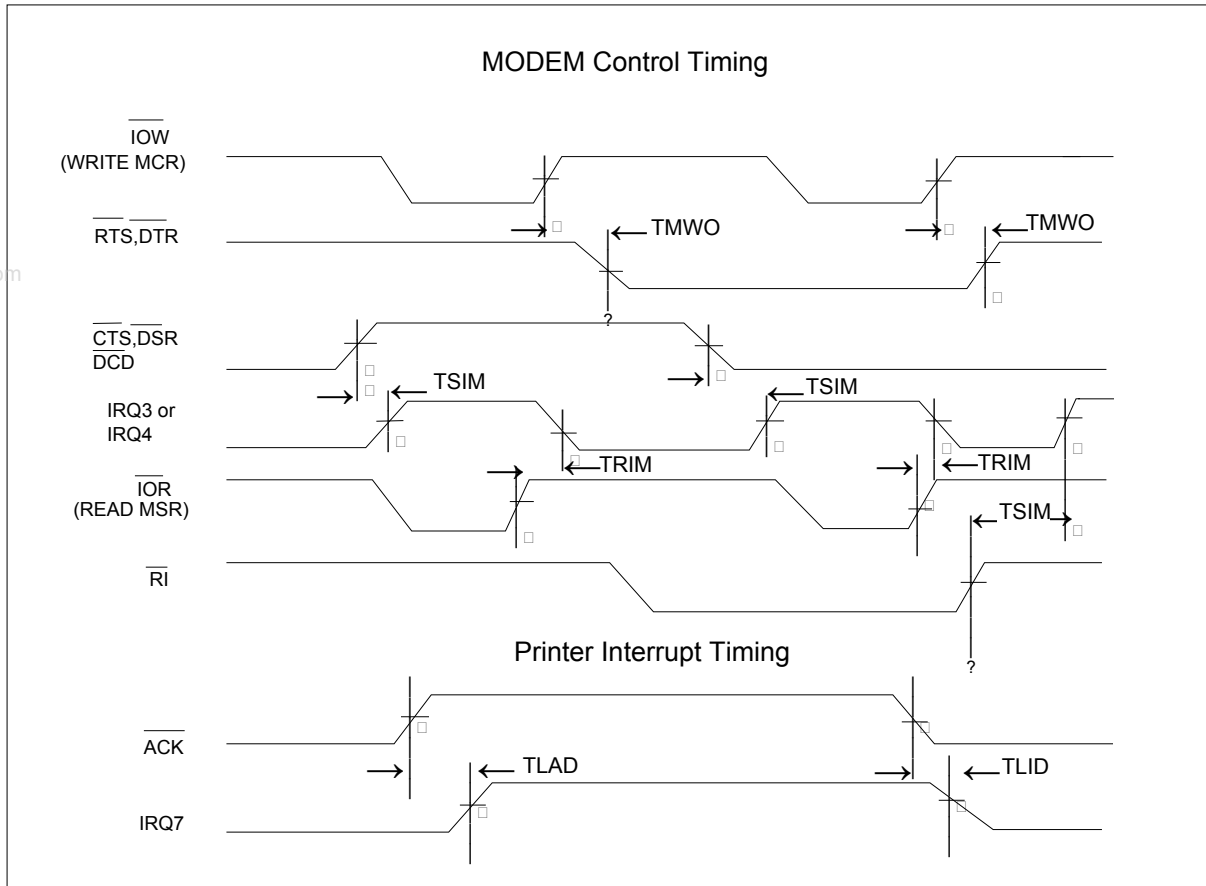 MODEM Control Timing
IOW
(WRITE MCR)
RTS,DTR
TMWO
TMWO
?
CTS,DSR
DCD
TSIM
TSIM
IRQ3 or
IRQ4
TRIM
TRIM
IOR
(READ MSR)
TSIM
RI
?
Printer Interrupt Timing
ACK
TLAD
TLID
IRQ7